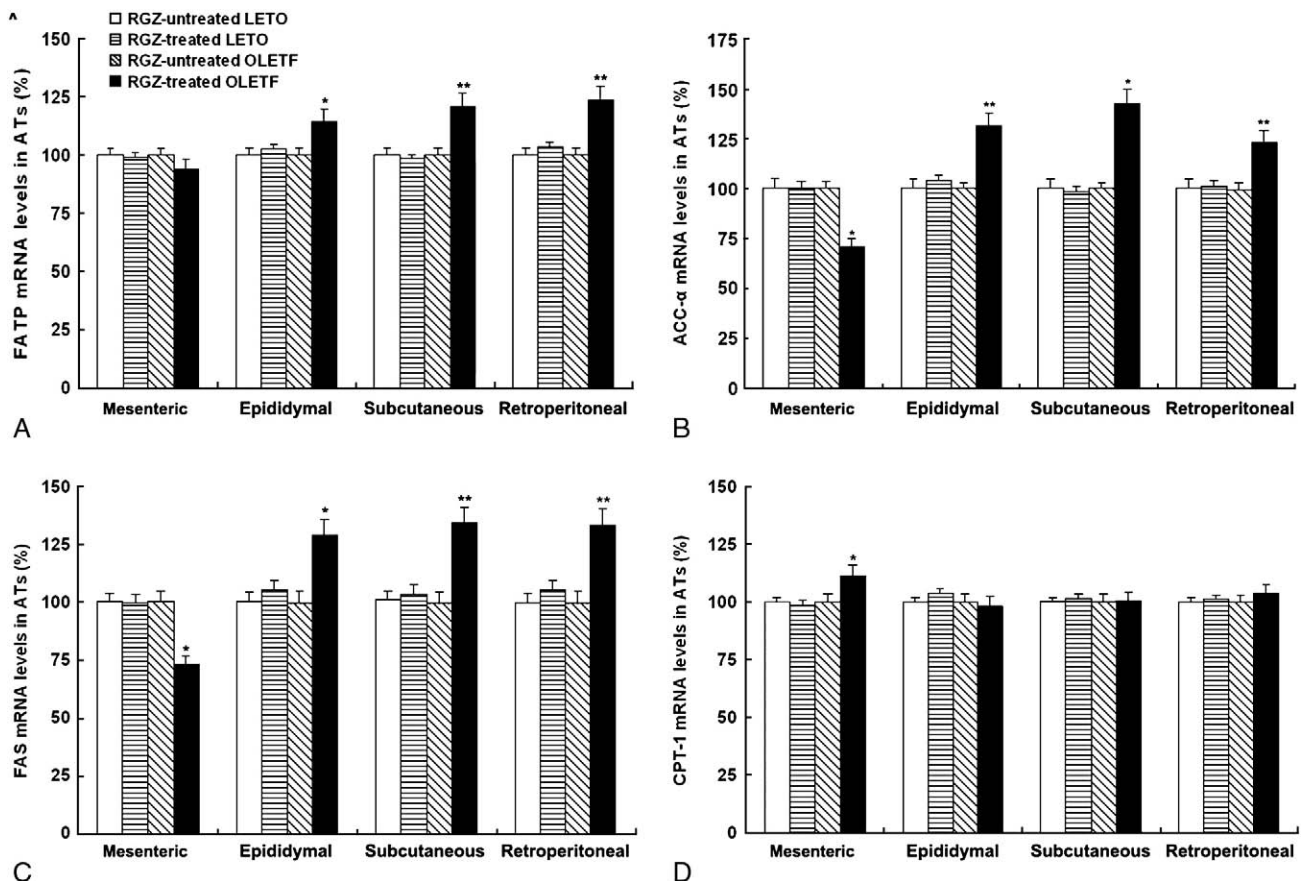 A
RGZ-untreated LETO
RGZ-treated LETO
RGZ-untreated OLETF
RGZ-treated OLETF
FATP mRNA levels in ATs (%)
150
125
100
75
50
25
0
* ** **
Mesenteric Epididymal Subcutaneous Retroperitoneal
A
ACC-α mRNA levels in ATs (%)
175
150
125
100
75
50
25
0
* ** * **
Mesenteric Epididymal Subcutaneous Retroperitoneal
B
FAS mRNA levels in ATs (%)
150
125
100
75
50
25
0
* * ** **
Mesenteric Epididymal Subcutaneous Retroperitoneal
C
CPT-1 mRNA levels in ATs (%)
150
125
100
75
50
25
0
*
Mesenteric Epididymal Subcutaneous Retroperitoneal
D